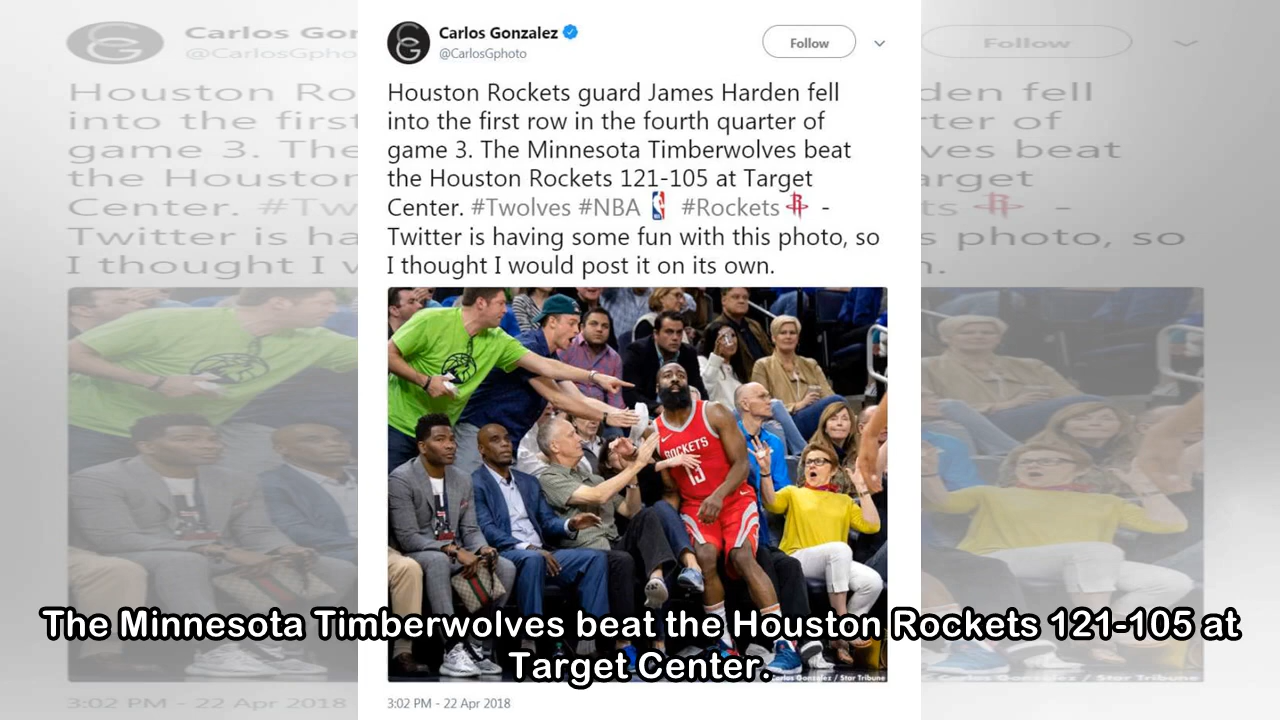 Carlos Gonzalez
@CarlosGphoto
Follow
Houston Rockets guard James Harden fell
into the first row in the fourth quarter of
game 3. The Minnesota Timberwolves beat
the Houston Rockets 121-105 at Target
Center. #Twolves #NBA #Rockets -
Twitter is having some fun with this photo, so
I thought I would post it on its own.
ROCKETS
13
The Minnesota Timberwolves beat the Houston Rockets 121-105 at
Target Center.
Carlos Gonzalez / Star Tribune
3:02 PM - 22 Apr 2018